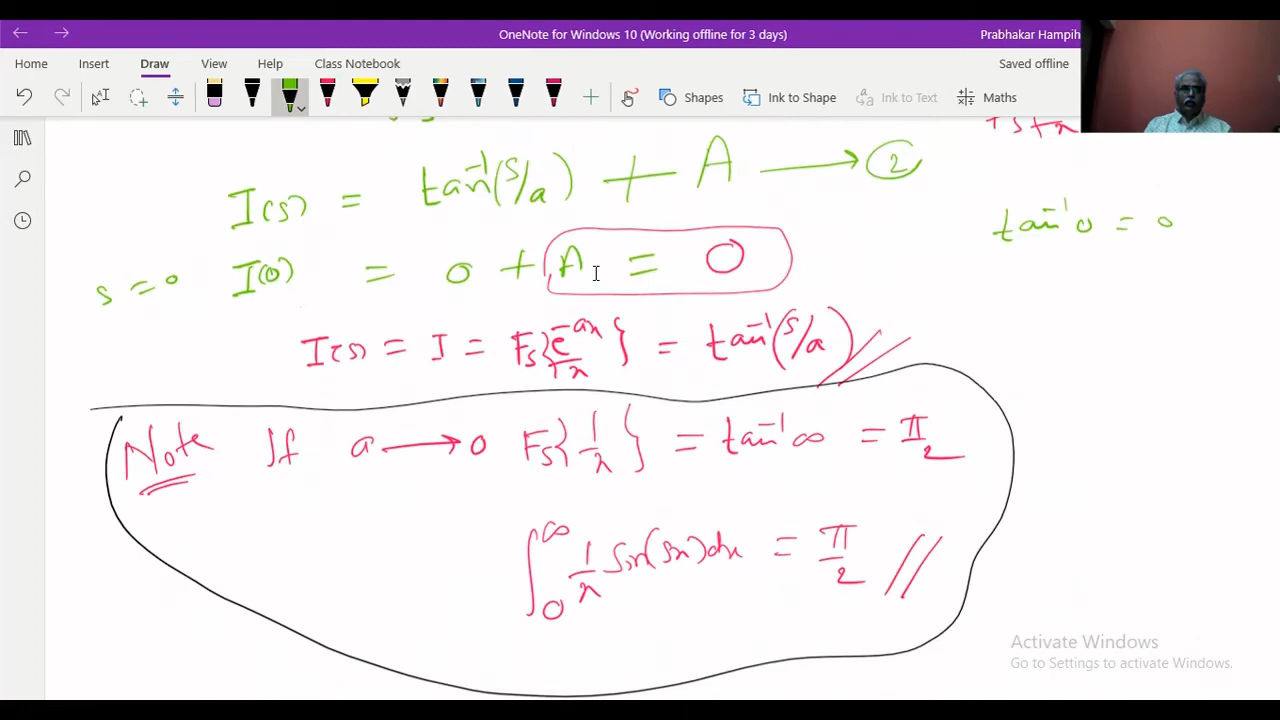 OneNote for Windows 10 (Working offline for 3 days)
Prabhakar Hampih
Home Insert Draw View Help Class Notebook
Saved offline
Shapes Ink to Shape Ink to Text Maths
I(s) = tan⁻¹(s/a) + A → ②
tan⁻¹0 = 0
s = 0 I(0) = 0 + A = 0
I(s) = I = Fs{e^-ax/x} = tan⁻¹(s/a)//
Note If a → 0 Fs{1/x} = tan⁻¹∞ = π/2
∫₀^∞ 1/x sin(sx)dx = π/2 //
Activate Windows
Go to Settings to activate Windows.